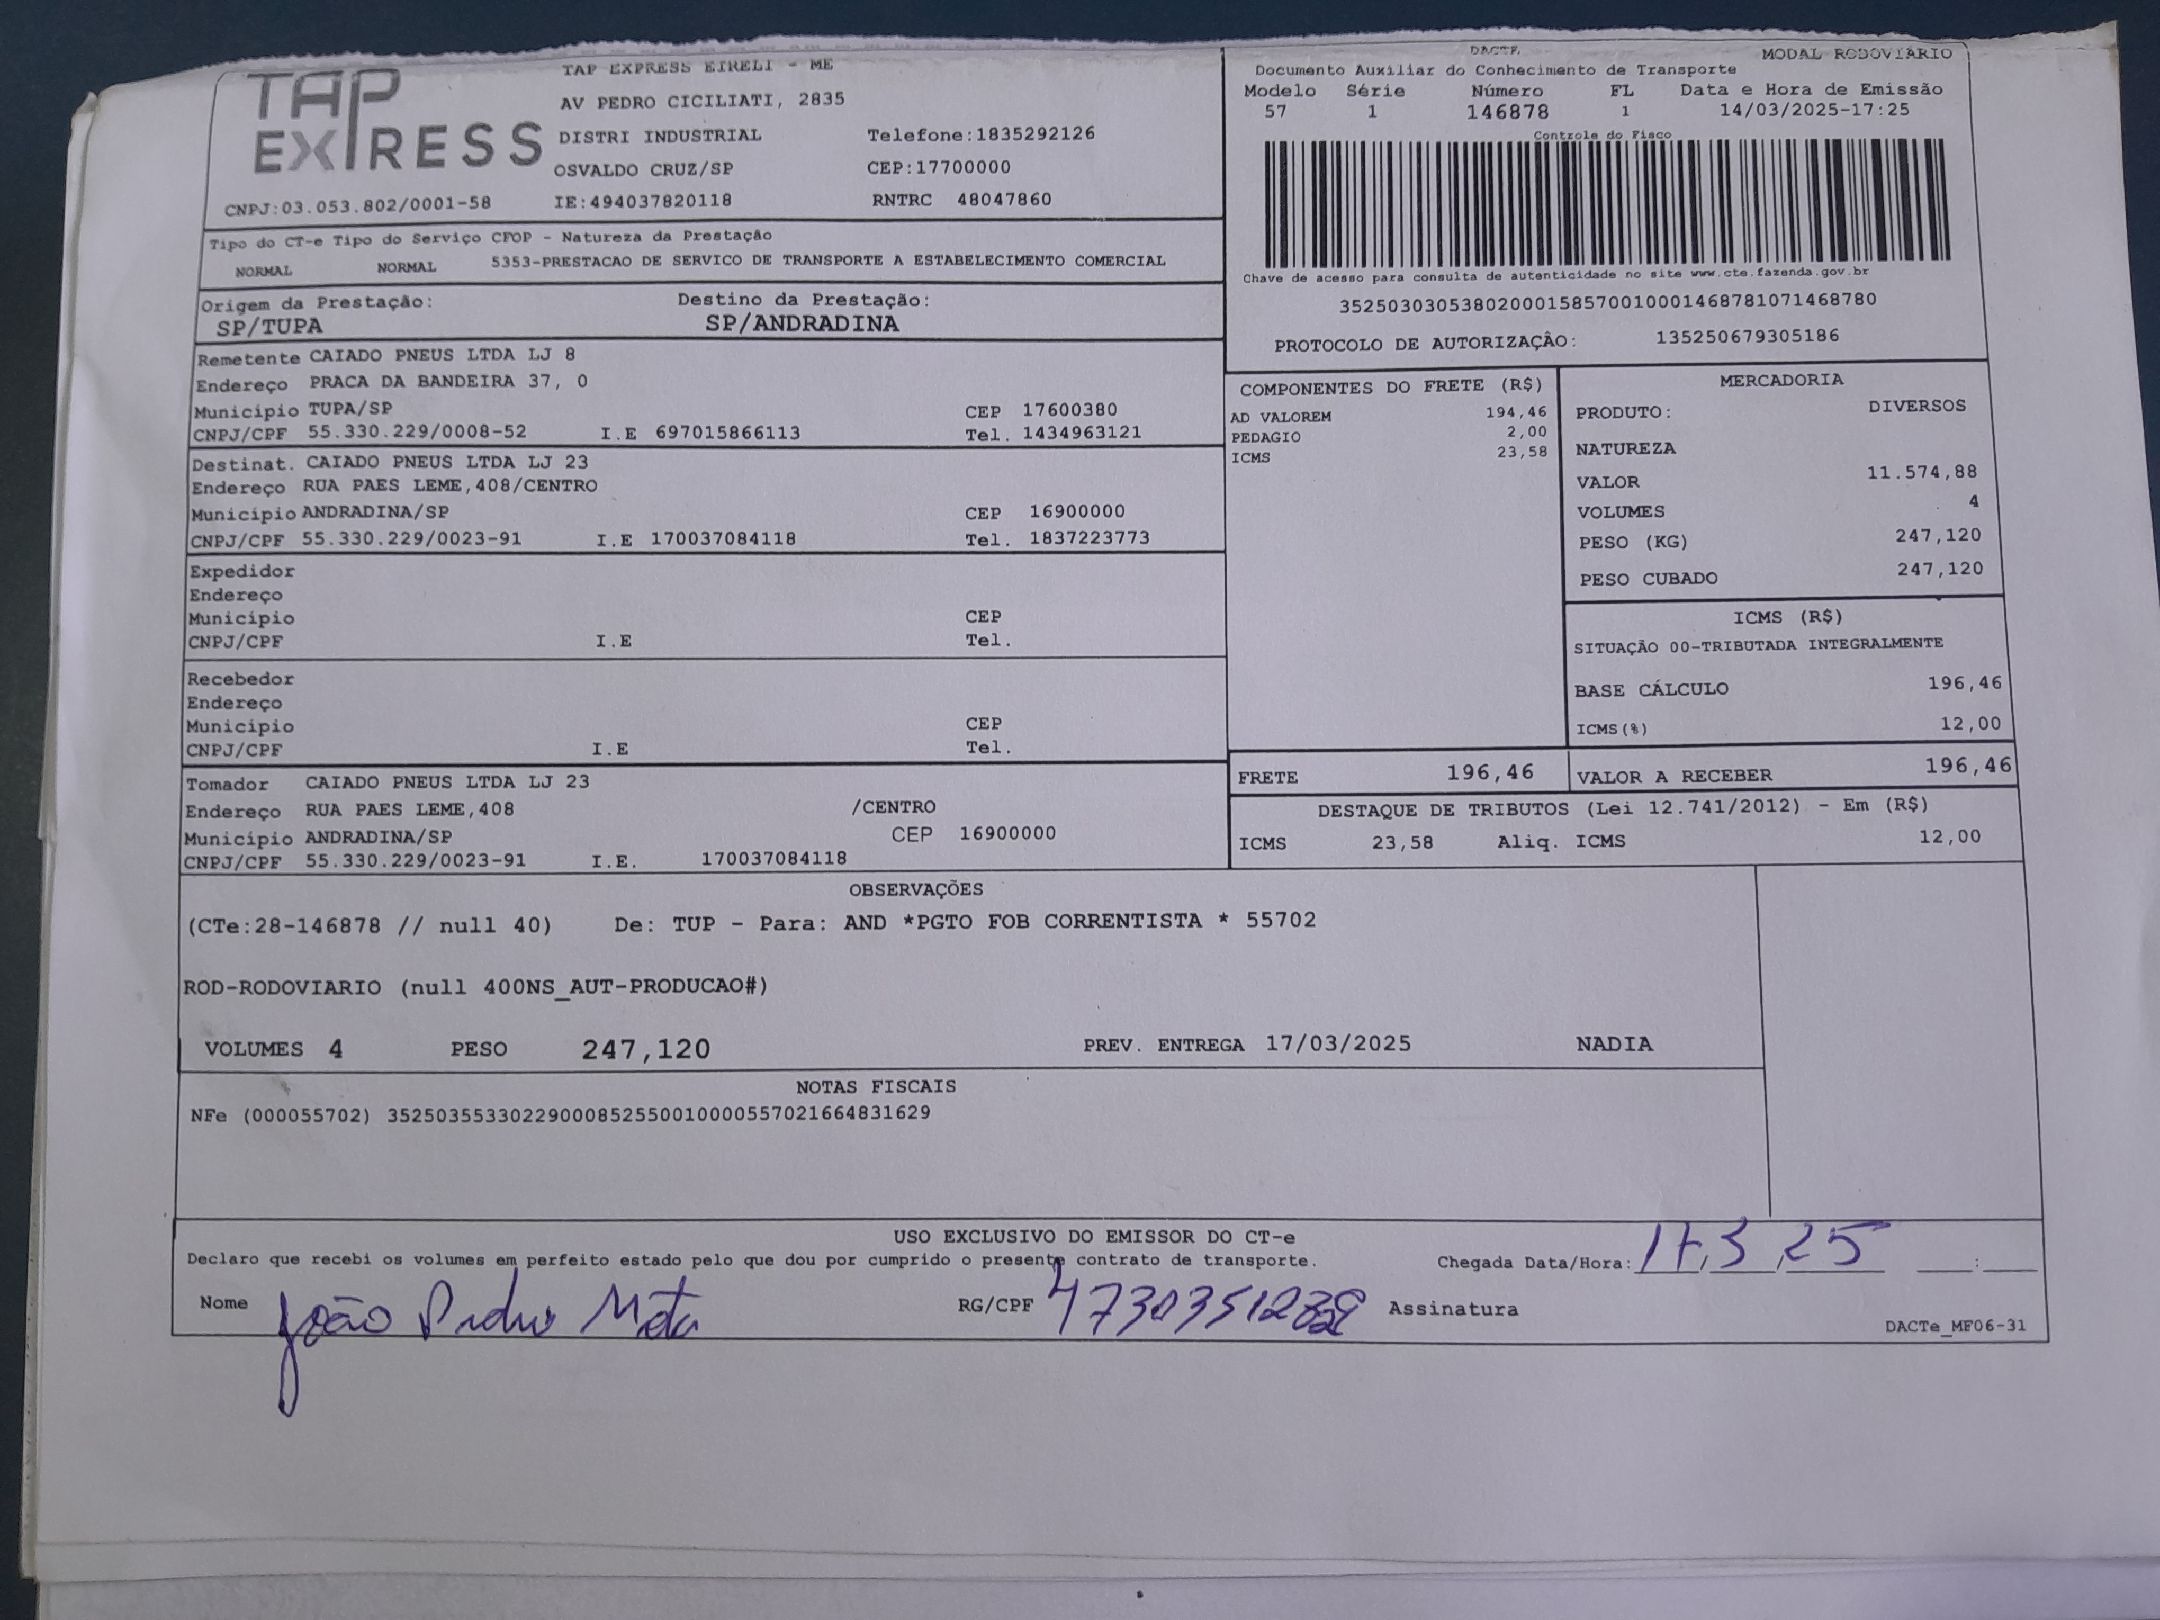 TAP EXPRESS
TAP EXPRESS EIRELI - ME
AV PEDRO CICILIATI, 2835
DISTRI INDUSTRIAL Telefone:1835292126
OSVALDO CRUZ/SP CEP:17700000
CNPJ:03.053.802/0001-58 IE:494037820118 RNTRC 48047860
DACTE MODAL RODOVIÁRIO
Documento Auxiliar do Conhecimento de Transporte
Modelo Série Número FL Data e Hora de Emissão
57 1 146878 1 14/03/2025-17:25
Controle do Fisco
Chave de acesso para consulta de autenticidade no site www.cte.fazenda.gov.br
35250303053802000158570010001468781071468780
PROTOCOLO DE AUTORIZAÇÃO: 135250679305186
Tipo do CT-e Tipo do Serviço CFOP - Natureza da Prestação
NORMAL NORMAL 5353-PRESTACAO DE SERVICO DE TRANSPORTE A ESTABELECIMENTO COMERCIAL
Origem da Prestação: Destino da Prestação:
SP/TUPA SP/ANDRADINA
Remetente CAIADO PNEUS LTDA LJ 8
Endereço PRACA DA BANDEIRA 37, 0
Município TUPA/SP CEP 17600380
CNPJ/CPF 55.330.229/0008-52 I.E 697015866113 Tel. 1434963121
Destinat. CAIADO PNEUS LTDA LJ 23
Endereço RUA PAES LEME,408/CENTRO
Município ANDRADINA/SP CEP 16900000
CNPJ/CPF 55.330.229/0023-91 I.E 170037084118 Tel. 1837223773
Expedidor
Endereço
Município CEP
CNPJ/CPF I.E Tel.
Recebedor
Endereço
Município CEP
CNPJ/CPF I.E Tel.
Tomador CAIADO PNEUS LTDA LJ 23
Endereço RUA PAES LEME,408 /CENTRO
Município ANDRADINA/SP CEP 16900000
CNPJ/CPF 55.330.229/0023-91 I.E. 170037084118
COMPONENTES DO FRETE (R$)
AD VALOREM 194,46
PEDAGIO 2,00
ICMS 23,58
MERCADORIA
PRODUTO: DIVERSOS
NATUREZA
VALOR 11.574,88
VOLUMES 4
PESO (KG) 247,120
PESO CUBADO 247,120
ICMS (R$)
SITUAÇÃO 00-TRIBUTADA INTEGRALMENTE
BASE CÁLCULO 196,46
ICMS(%) 12,00
FRETE 196,46 VALOR A RECEBER 196,46
DESTAQUE DE TRIBUTOS (Lei 12.741/2012) - Em (R$)
ICMS 23,58 Aliq. ICMS 12,00
OBSERVAÇÕES
(CTe:28-146878 // null 40) De: TUP - Para: AND *PGTO FOB CORRENTISTA * 55702
ROD-RODOVIARIO (null 400NS_AUT-PRODUCAO#)
VOLUMES 4 PESO 247,120 PREV. ENTREGA 17/03/2025 NADIA
NOTAS FISCAIS
NFe (000055702) 35250355330229000852550010000557021664831629
USO EXCLUSIVO DO EMISSOR DO CT-e
Declaro que recebi os volumes em perfeito estado pelo que dou por cumprido o presente contrato de transporte. Chegada Data/Hora: 17,3,25 :
Nome João Pedro Mota RG/CPF Assinatura
DACTe_MF06-31